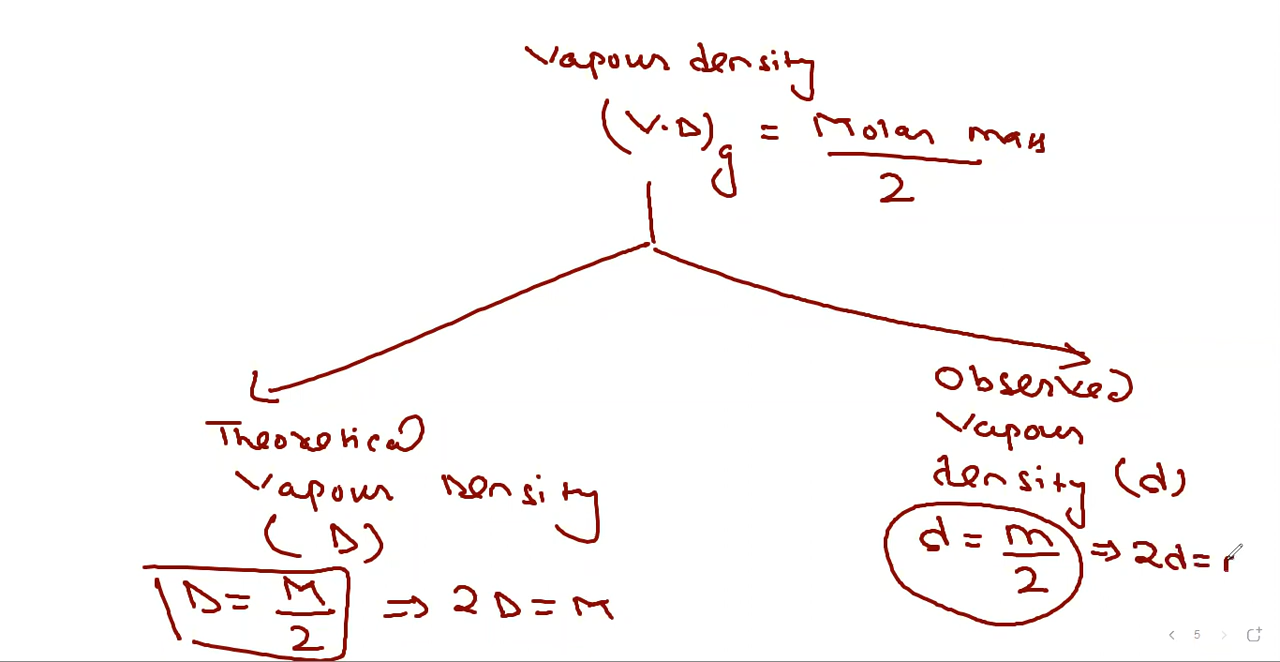 Vapour density
(V.D)g = Molar mass
2
Theoretical
Vapour Density
(D)
D = M/2 ⇒ 2D = M
Observed
Vapour
density (d)
d = m/2 ⇒ 2d =
5